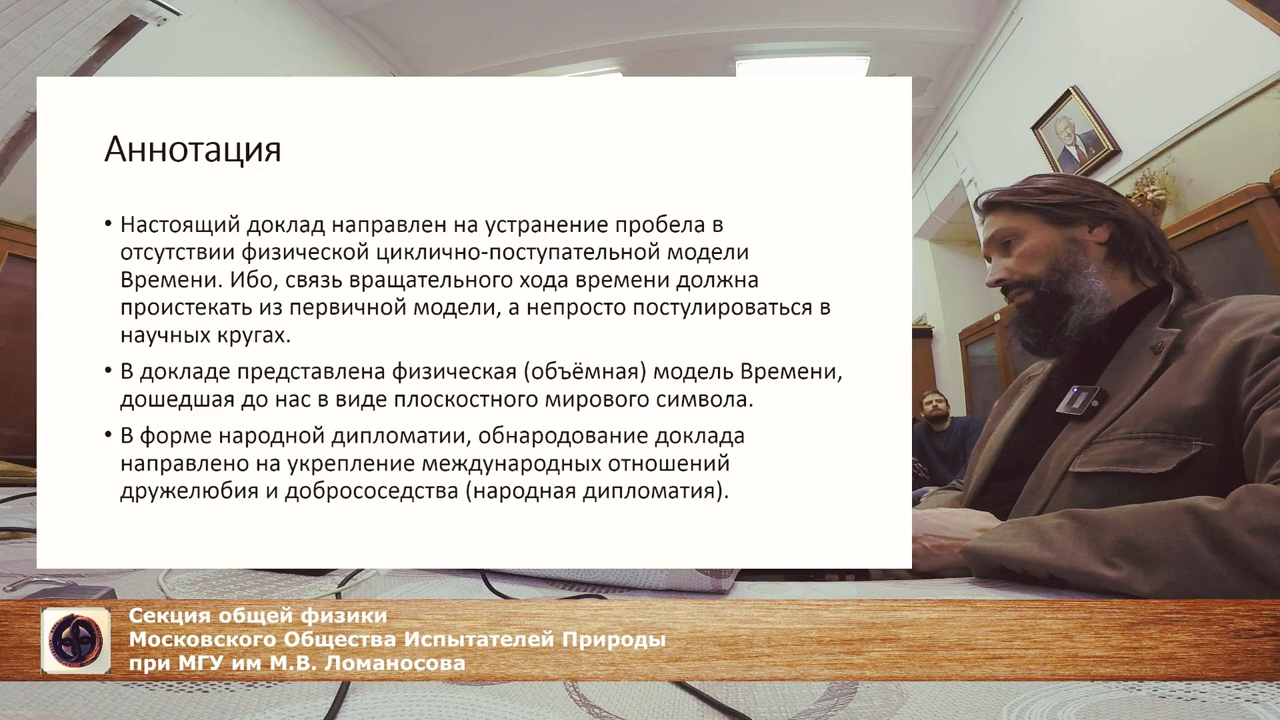 Аннотация
• Настоящий доклад направлен на устранение пробела в
отсутствии физической циклично-поступательной модели
Времени. Ибо, связь вращательного хода времени должна
проистекать из первичной модели, а непросто постулироваться в
научных кругах.
• В докладе представлена физическая (объёмная) модель Времени,
дошедшая до нас в виде плоскостного мирового символа.
• В форме народной дипломатии, обнародование доклада
направлено на укрепление международных отношений
дружелюбия и добрососедства (народная дипломатия).
Секция общей физики
Московского Общества Испытателей Природы
при МГУ им М.В. Ломаносова